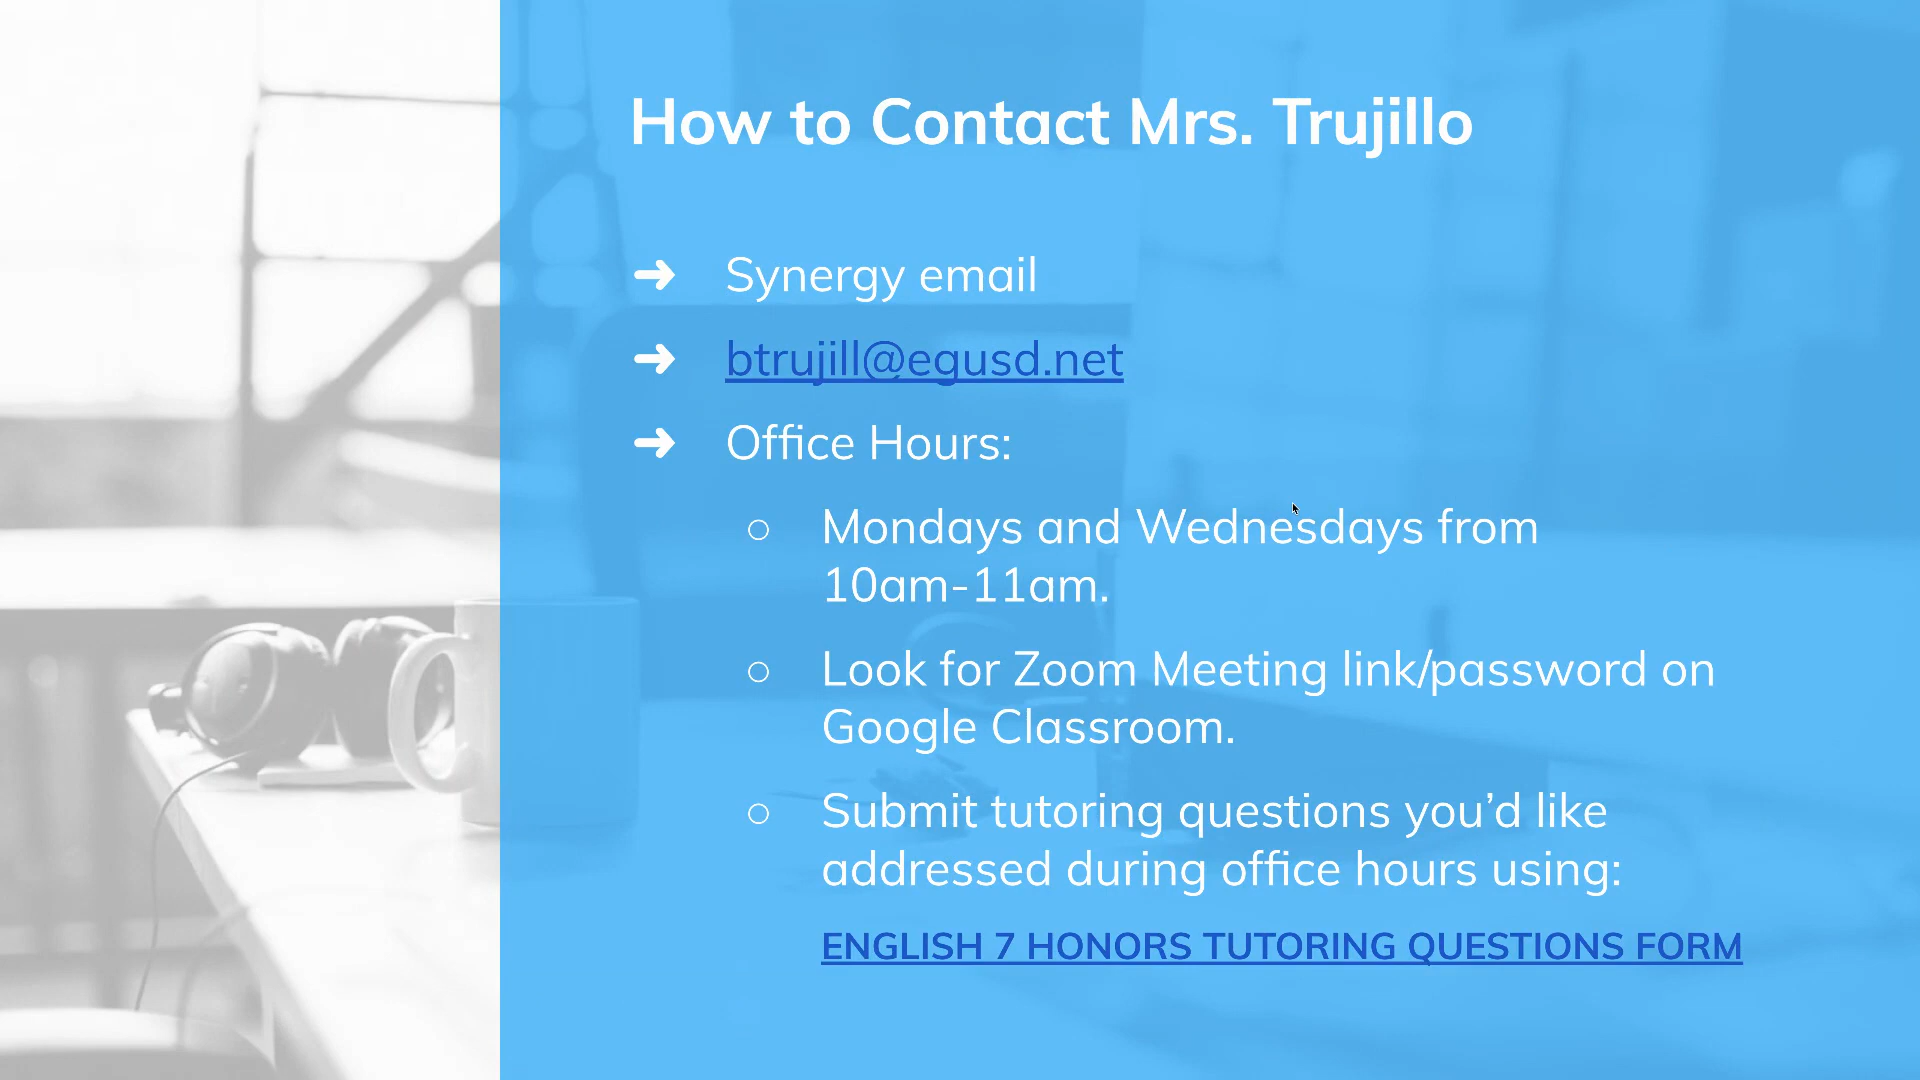 How to Contact Mrs. Trujillo
➜ Synergy email
➜ btrujill@egusd.net
➜ Office Hours:
○ Mondays and Wednesdays from
10am-11am.
○ Look for Zoom Meeting link/password on
Google Classroom.
○ Submit tutoring questions you’d like
addressed during office hours using:
ENGLISH 7 HONORS TUTORING QUESTIONS FORM